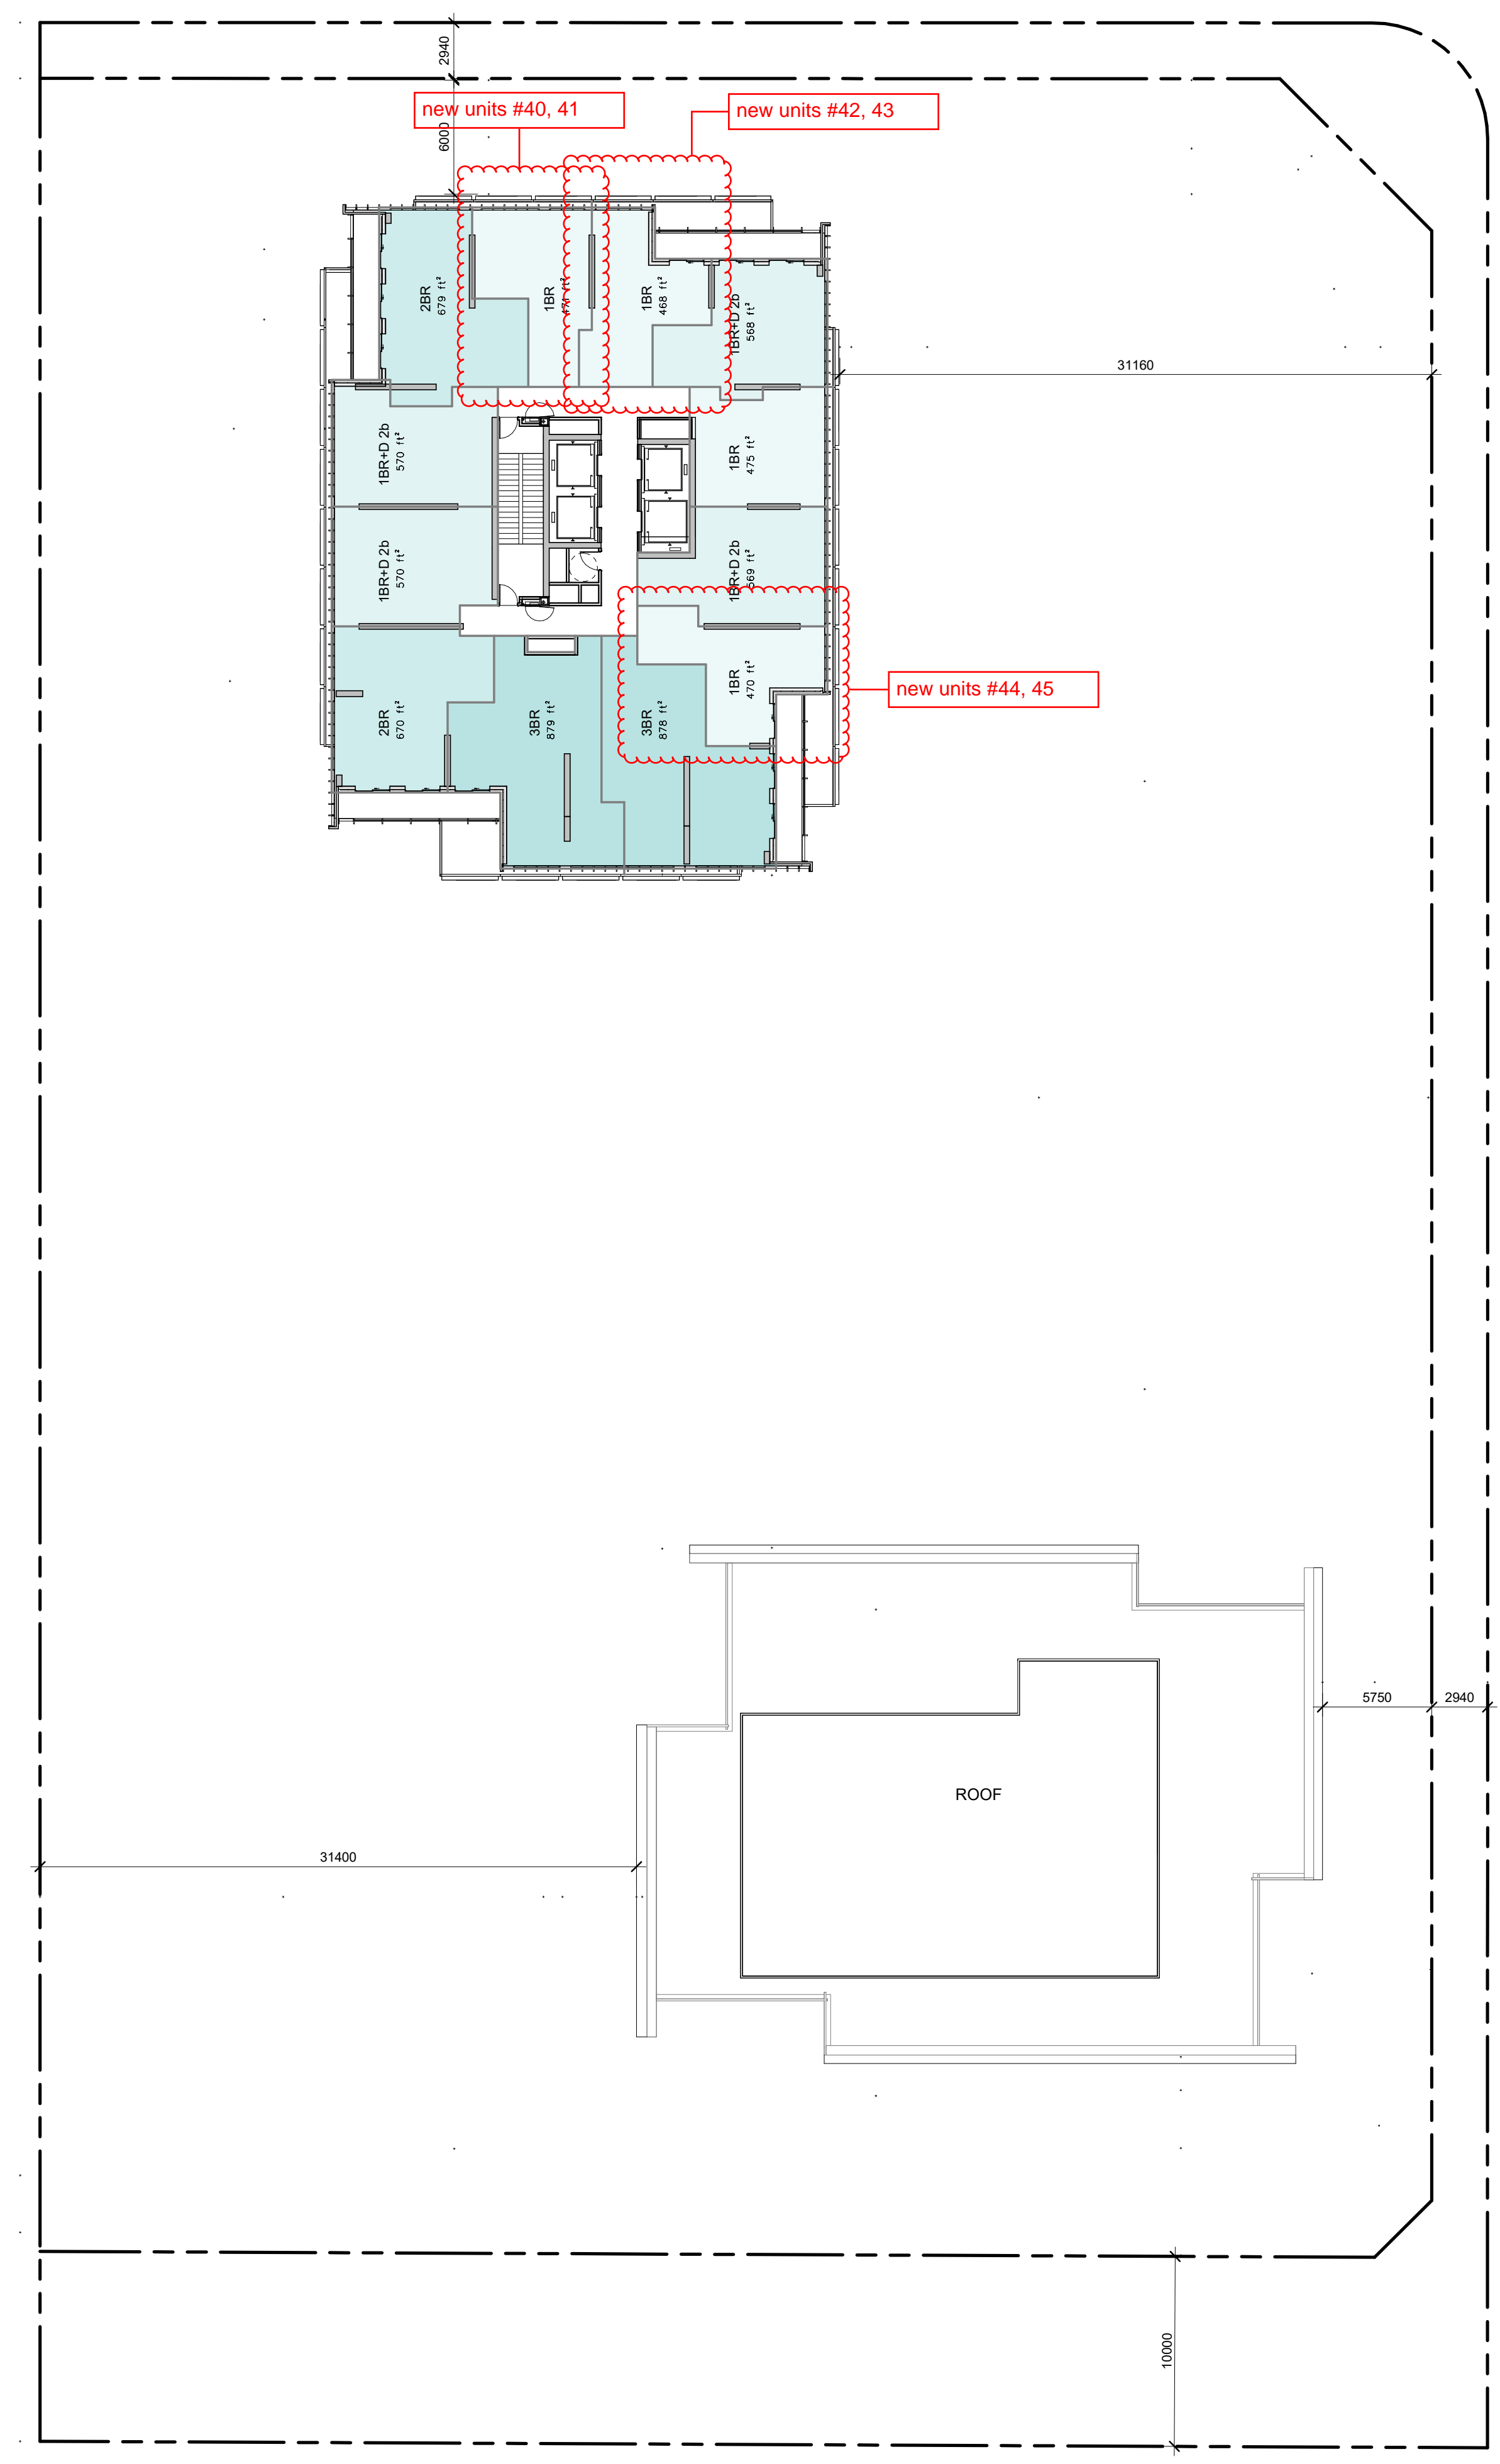 2940
6000
new units #40, 41
new units #42, 43
2BR
679 ft²
1BR
471 ft²
1BR
468 ft²
1BR+D 2b
568 ft²
31160
1BR+D 2b
570 ft²
1BR
475 ft²
1BR+D 2b
570 ft²
1BR+D 2b
569 ft²
2BR
670 ft²
3BR
879 ft²
3BR
878 ft²
1BR
470 ft²
new units #44, 45
5750
2940
ROOF
31400
10000